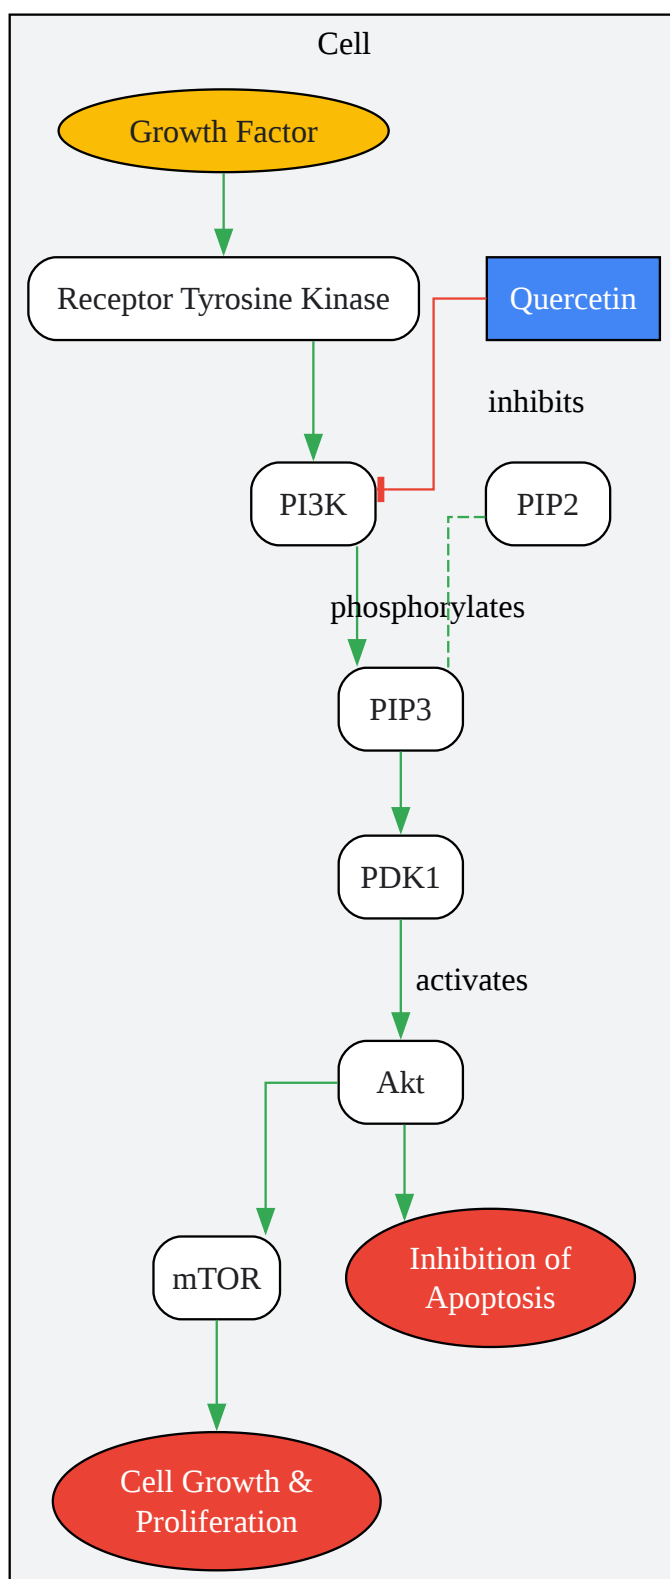 Cell
Growth Factor
Receptor Tyrosine Kinase
Quercetin
inhibits
PI3K
PIP2
phosphorylates
PIP3
PDK1
activates
Akt
mTOR
Inhibition of
Apoptosis
Cell Growth &
Proliferation